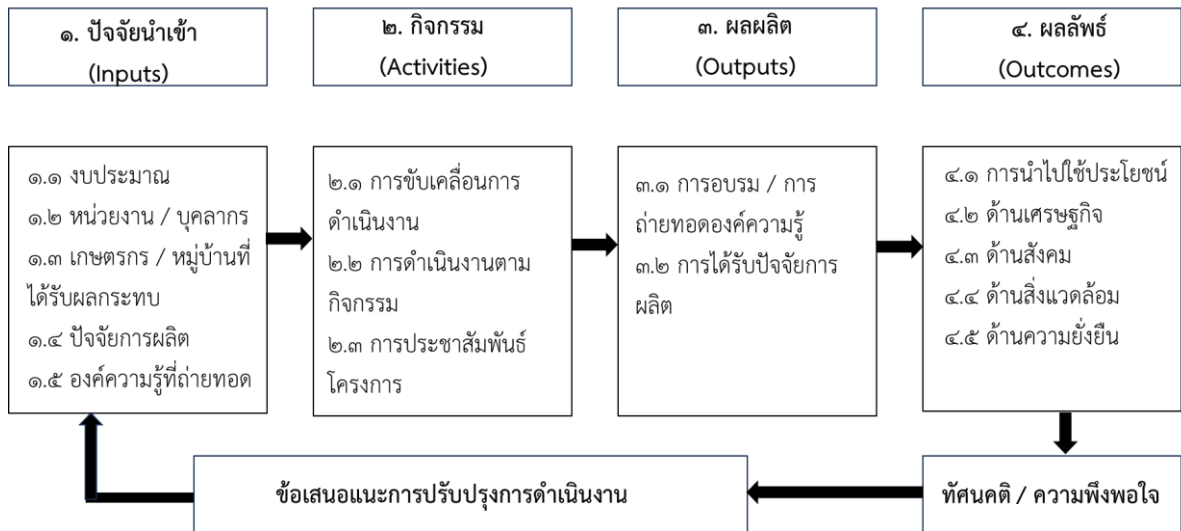 ๑. ปัจจัยนำเข้า
(Inputs)
๒. กิจกรรม
(Activities)
๓. ผลผลิต
(Outputs)
๔. ผลลัพธ์
(Outcomes)
๑.๑ งบประมาณ
๑.๒ หน่วยงาน / บุคลากร
๑.๓ เกษตรกร / หมู่บ้านที่
ได้รับผลกระทบ
๑.๔ ปัจจัยการผลิต
๑.๕ องค์ความรู้ที่ถ่ายทอด
๒.๑ การขับเคลื่อนการ
ดำเนินงาน
๒.๒ การดำเนินงานตาม
กิจกรรม
๒.๓ การประชาสัมพันธ์
โครงการ
๓.๑ การอบรม / การ
ถ่ายทอดองค์ความรู้
๓.๒ การได้รับปัจจัยการ
ผลิต
๔.๑ การนำไปใช้ประโยชน์
๔.๒ ด้านเศรษฐกิจ
๔.๓ ด้านสังคม
๔.๔ ด้านสิ่งแวดล้อม
๔.๕ ด้านความยั่งยืน
ข้อเสนอแนะการปรับปรุงการดำเนินงาน
ทัศนคติ / ความพึงพอใจ